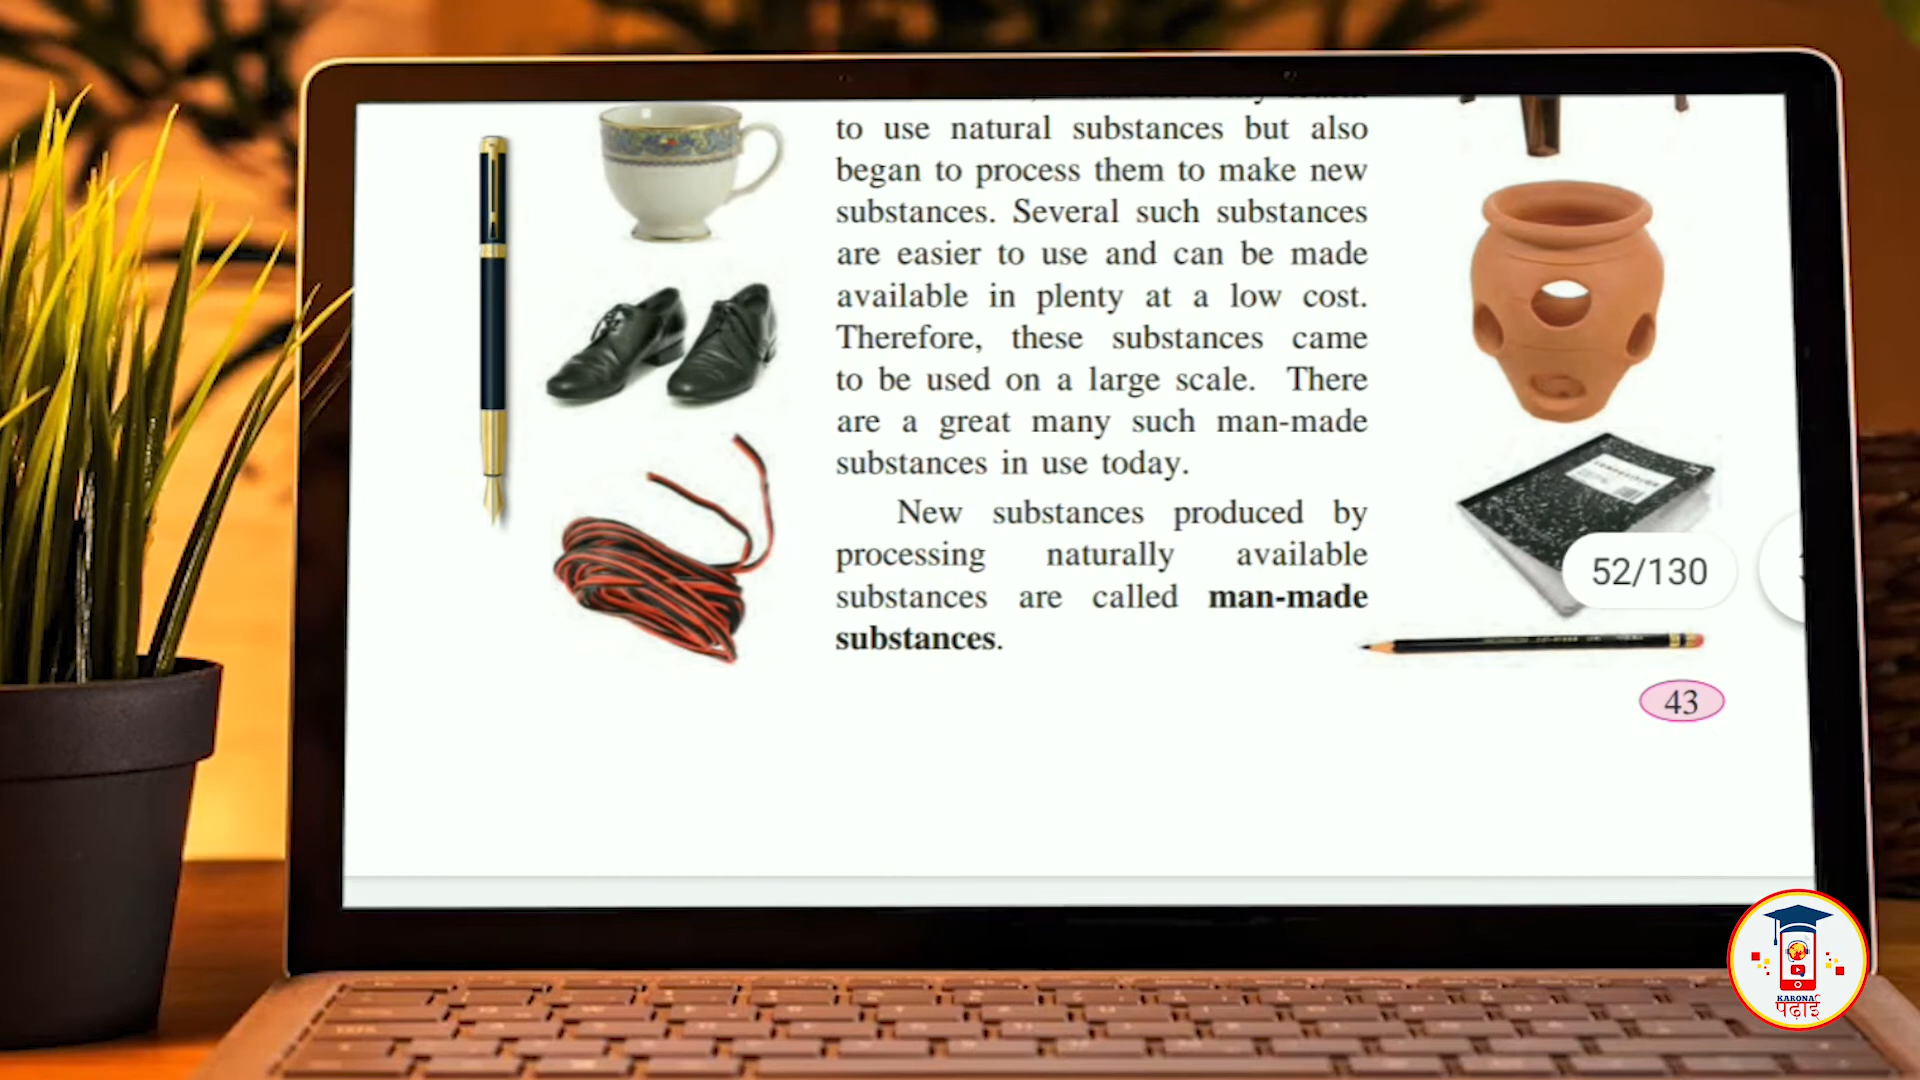 to use natural substances but also
began to process them to make new
substances. Several such substances
are easier to use and can be made
available in plenty at a low cost.
Therefore, these substances came
to be used on a large scale. There
are a great many such man-made
substances in use today.
New substances produced by
processing naturally available
substances are called man-made
substances.
52/130
43
KARONA
पढ़ाई